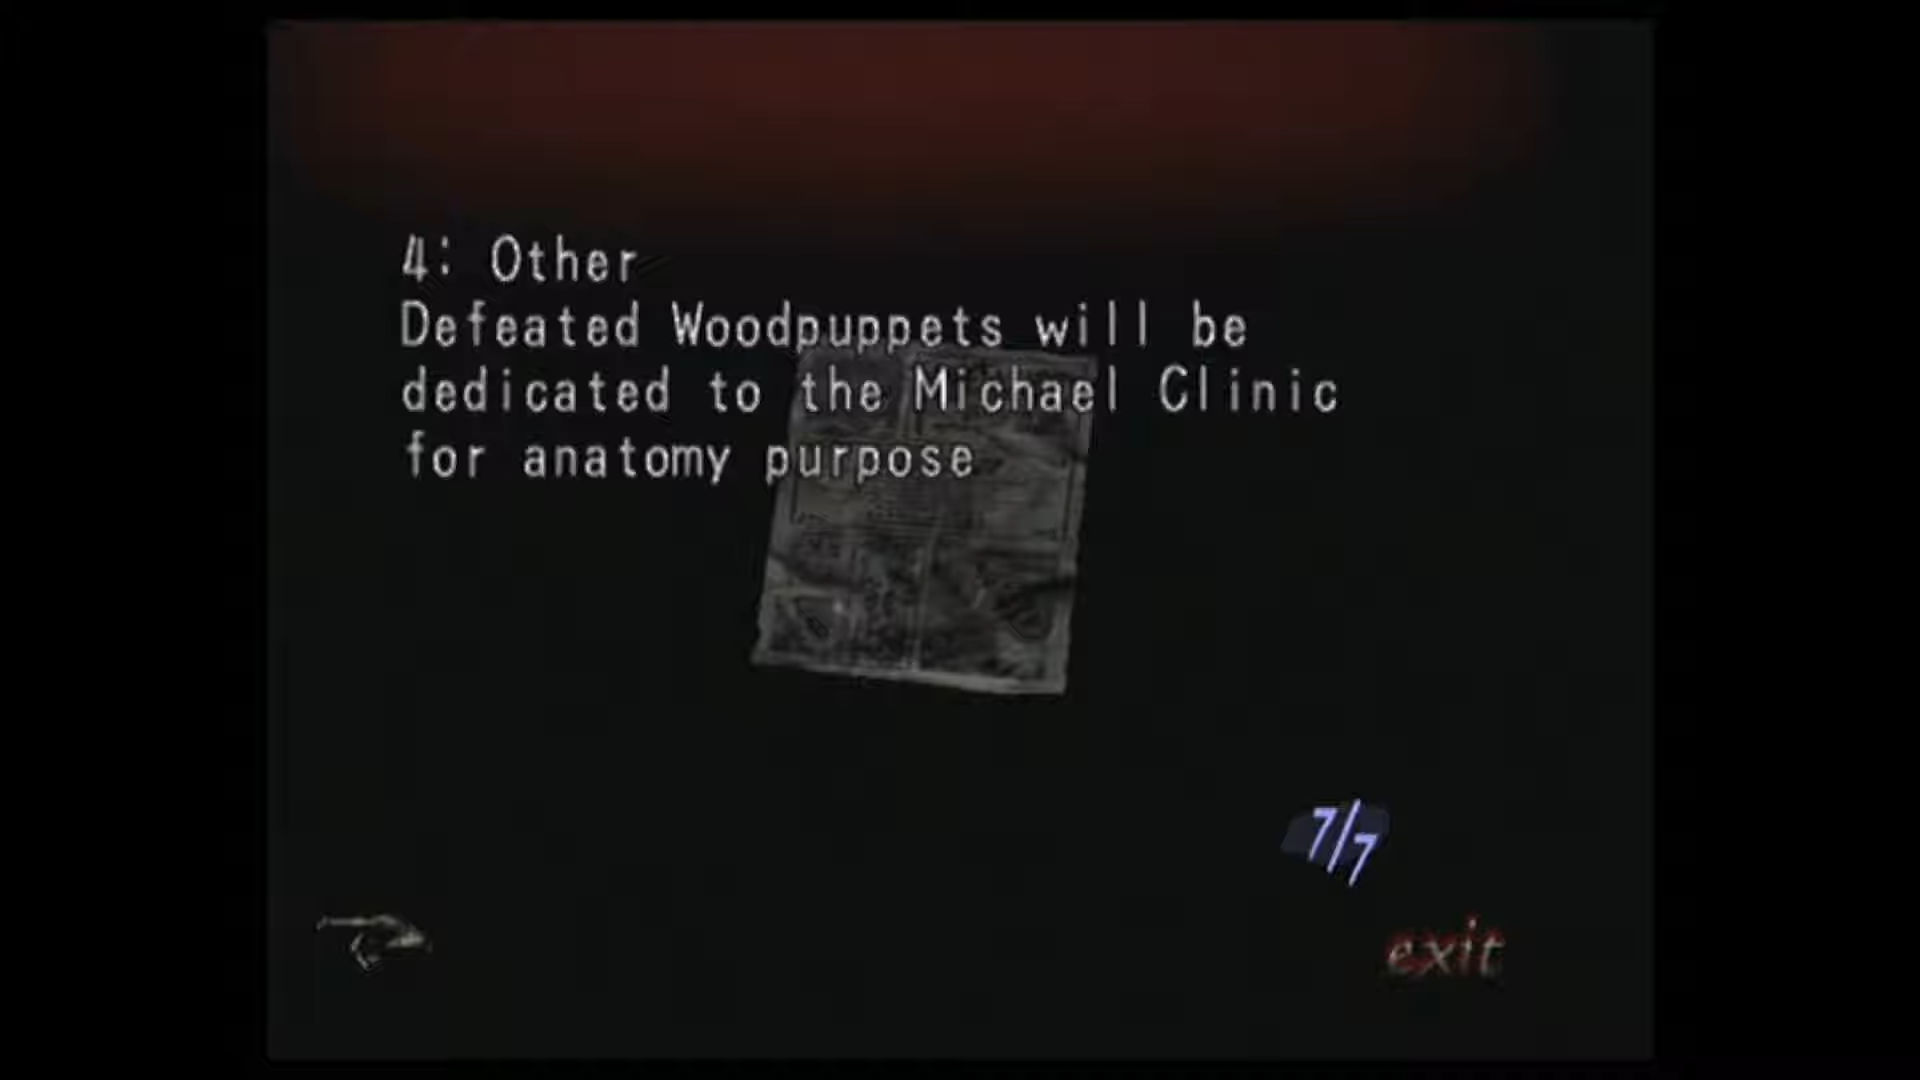 4: Other
Defeated Woodpuppets will be
dedicated to the Michael Clinic
for anatomy purpose
7/7
exit